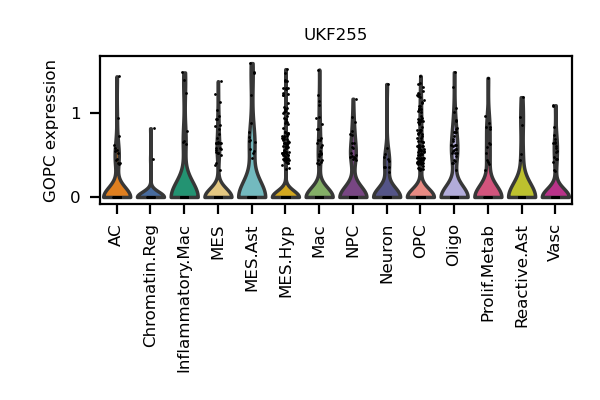 UKF255
GOPC expression
1
0
AC
Chromatin.Reg
Inflammatory.Mac
MES
MES.Ast
MES.Hyp
Mac
NPC
Neuron
OPC
Oligo
Prolif.Metab
Reactive.Ast
Vasc